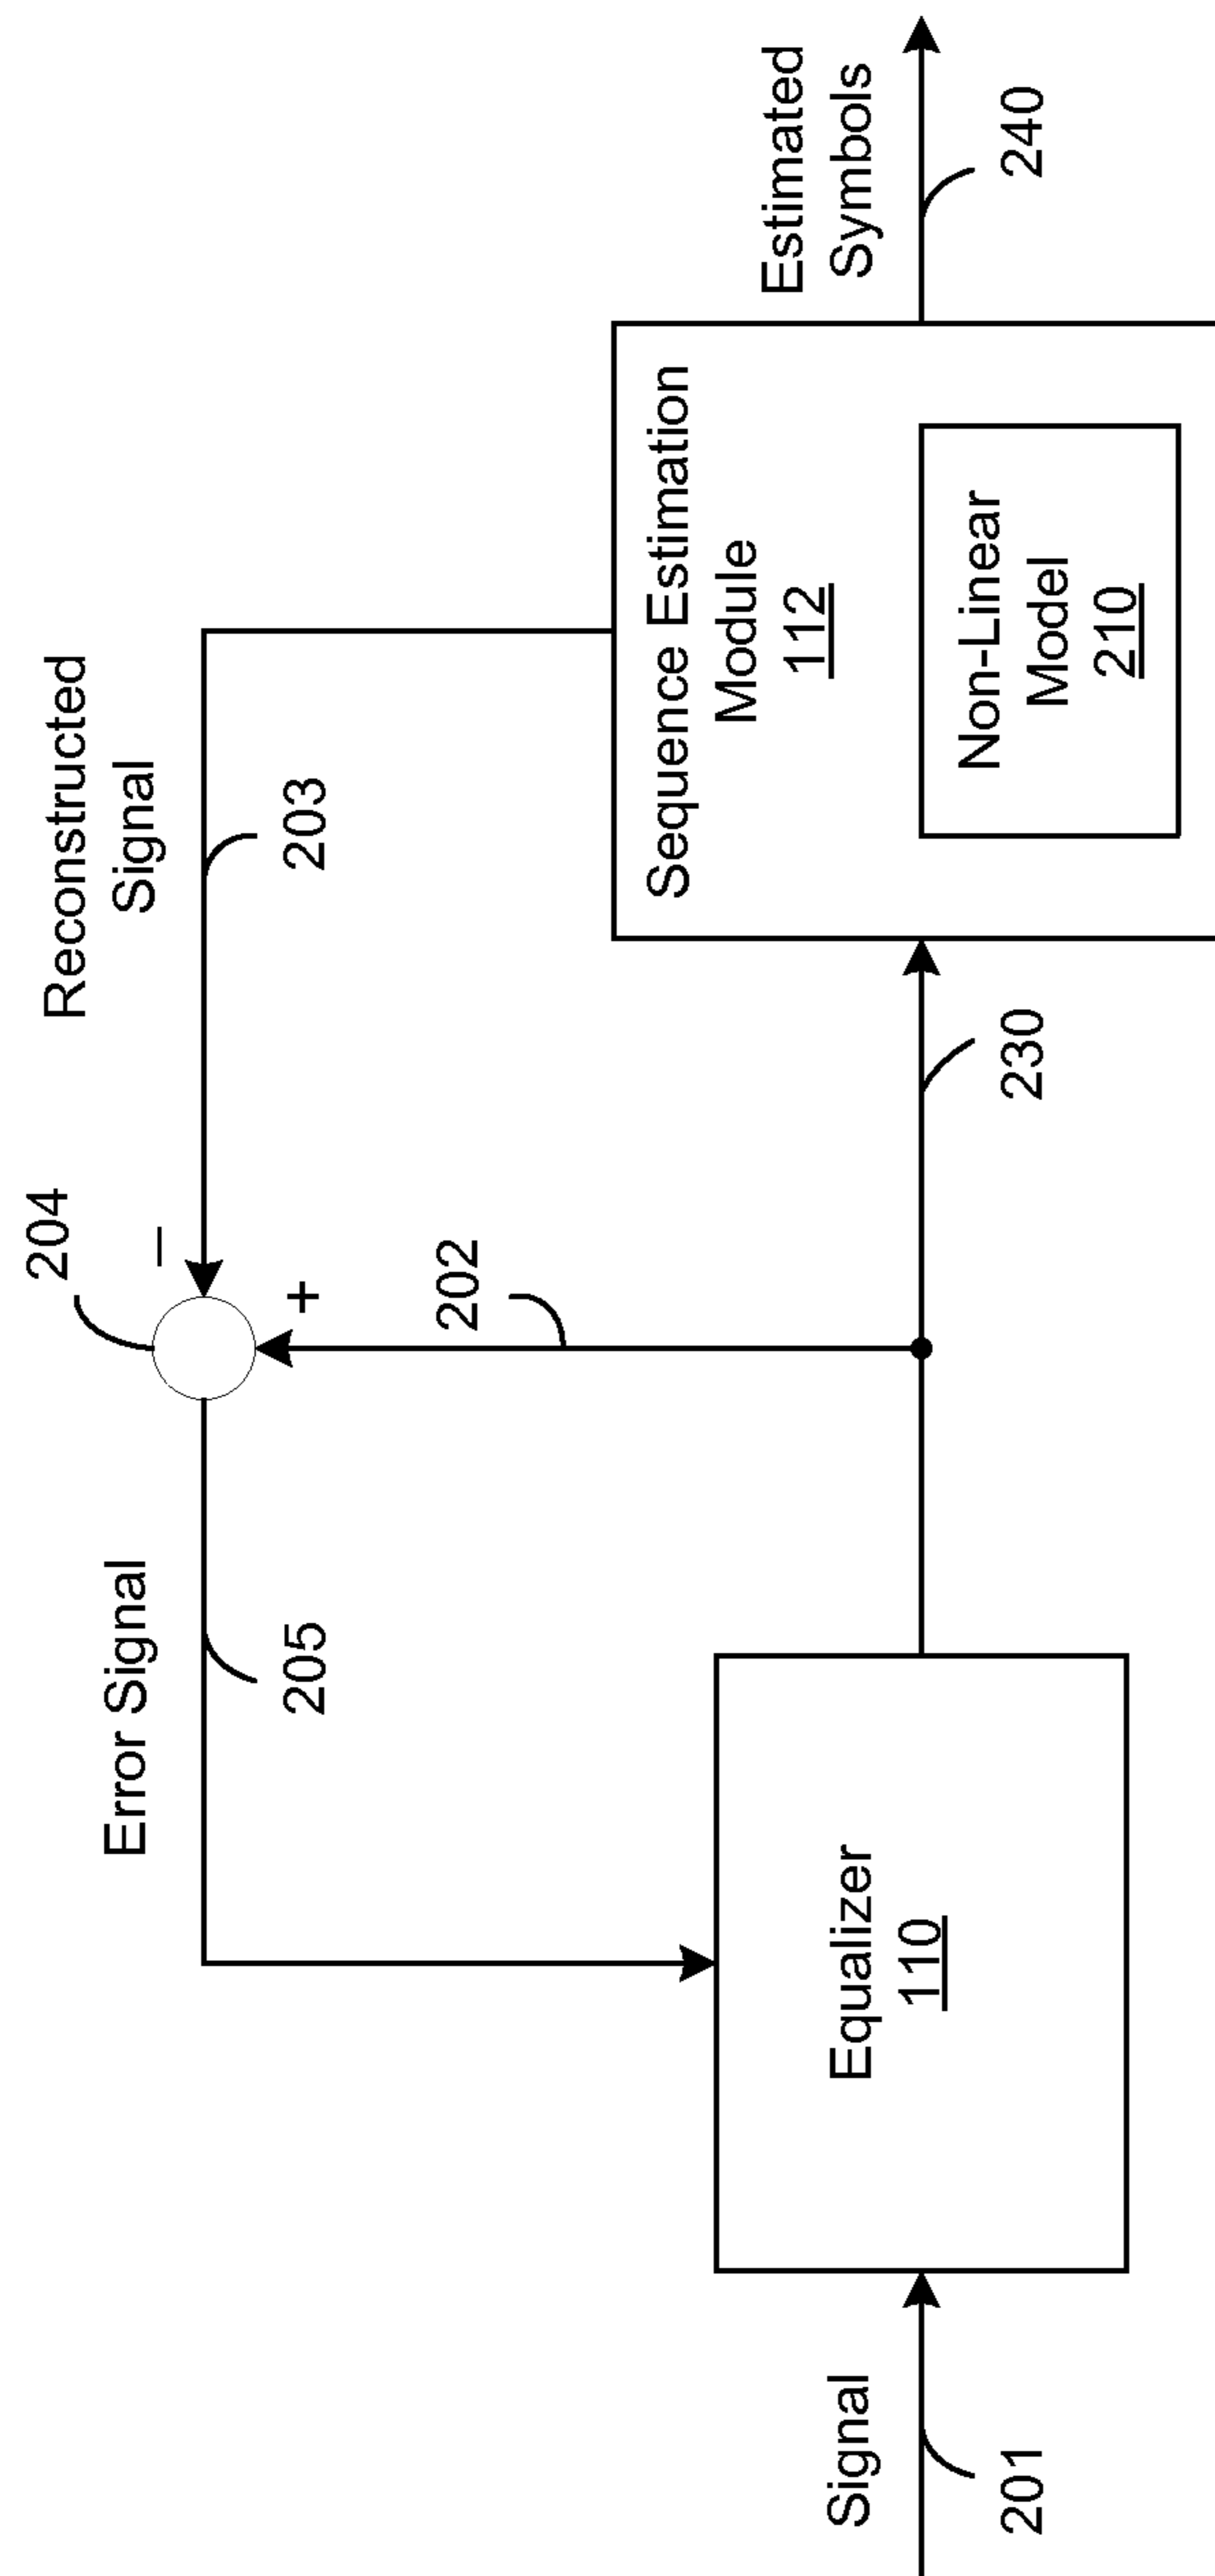 204
Reconstructed
Signal
Error Signal
–
203
205
+
202
Estimated
Symbols
Sequence Estimation
Module
112
Signal
Equalizer
110
Non-Linear
Model
210
201
230
240